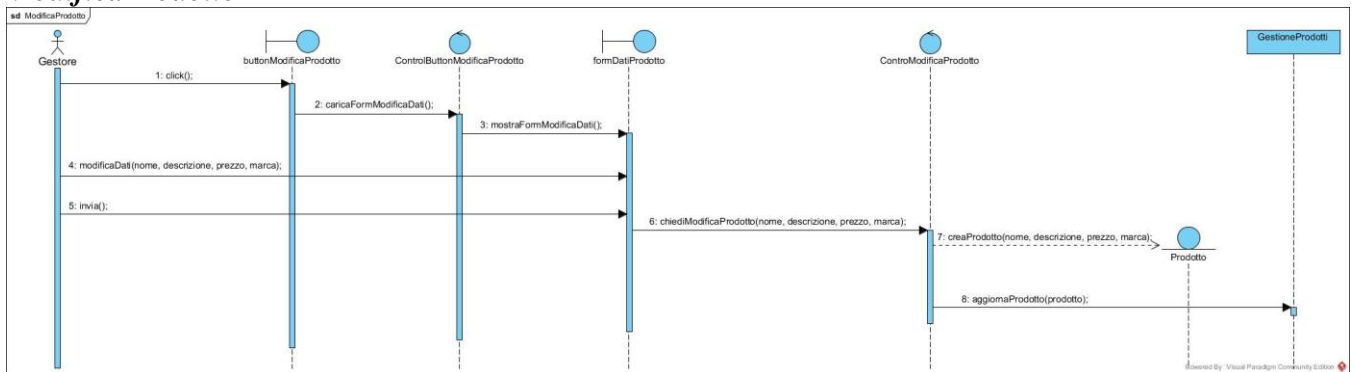 sd ModificaProdotto
Gestore
buttonModificaProdotto
ControlButtonModificaProdotto
formDatiProdotto
ControModificaProdotto
GestioneProdotti
1: click();
2: caricaFormModificaDati();
3: mostraFormModificaDati();
4: modificaDati(nome, descrizione, prezzo, marca);
5: invia();
6: chiediModificaProdotto(nome, descrizione, prezzo, marca);
7: creaProdotto(nome, descrizione, prezzo, marca);
Prodotto
8: aggiornaProdotto(prodotto);
Powered By Visual Paradigm Community Edition